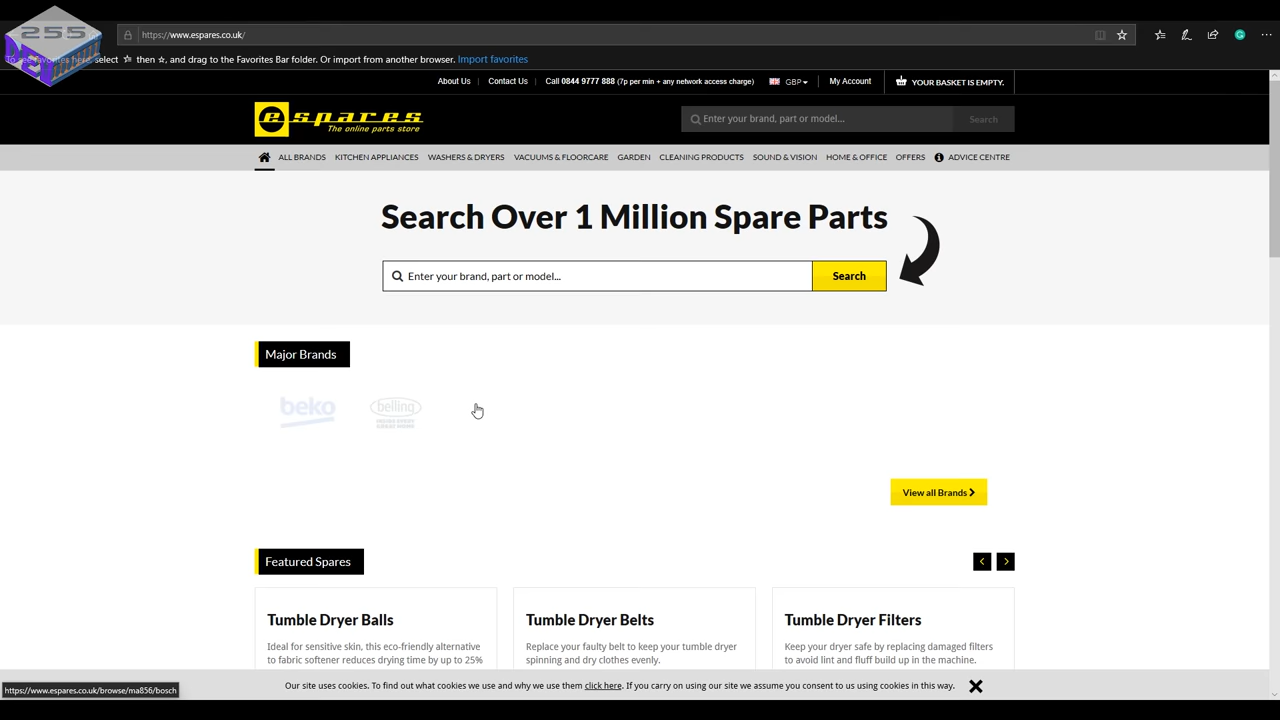 255
https://www.espares.co.uk/
select then ☆, and drag to the Favorites Bar folder. Or import from another browser. Import favorites
About Us | Contact Us | Call 0844 9777 888 (7p per min + any network access charge) GBP My Account YOUR BASKET IS EMPTY.
espares
The online parts store
Enter your brand, part or model... Search
ALL BRANDS KITCHEN APPLIANCES WASHERS & DRYERS VACUUMS & FLOORCARE GARDEN CLEANING PRODUCTS SOUND & VISION HOME & OFFICE OFFERS ADVICE CENTRE
Search Over 1 Million Spare Parts
Enter your brand, part or model... Search
Major Brands
beko belling
View all Brands
Featured Spares
Tumble Dryer Balls Tumble Dryer Belts Tumble Dryer Filters
Ideal for sensitive skin, this eco-friendly alternative Replace your faulty belt to keep your tumble dryer Keep your dryer safe by replacing damaged filters
to fabric softener reduces drying time by up to 25% spinning and dry clothes evenly. to avoid lint and fluff build up in the machine.
Our site uses cookies. To find out what cookies we use and why we use them click here. If you carry on using our site we assume you consent to us using cookies in this way.
https://www.espares.co.uk/browse/ma856/bosch